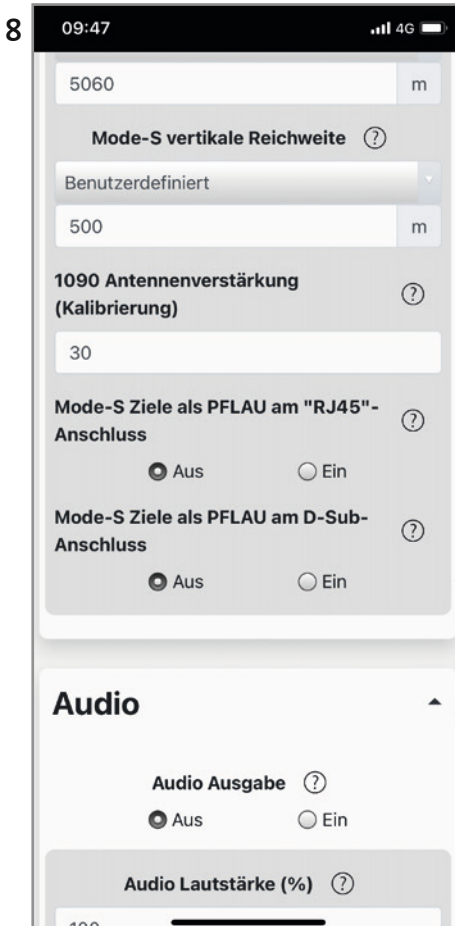 8
09:47
4G
5060 m
Mode-S vertikale Reichweite ?
Benutzerdefiniert
500 m
1090 Antennenverstärkung
(Kalibrierung) ?
30
Mode-S Ziele als PFLAU am "RJ45"-
Anschluss ?
Aus Ein
Mode-S Ziele als PFLAU am D-Sub-
Anschluss ?
Aus Ein
Audio
Audio Ausgabe ?
Aus Ein
Audio Lautstärke (%) ?